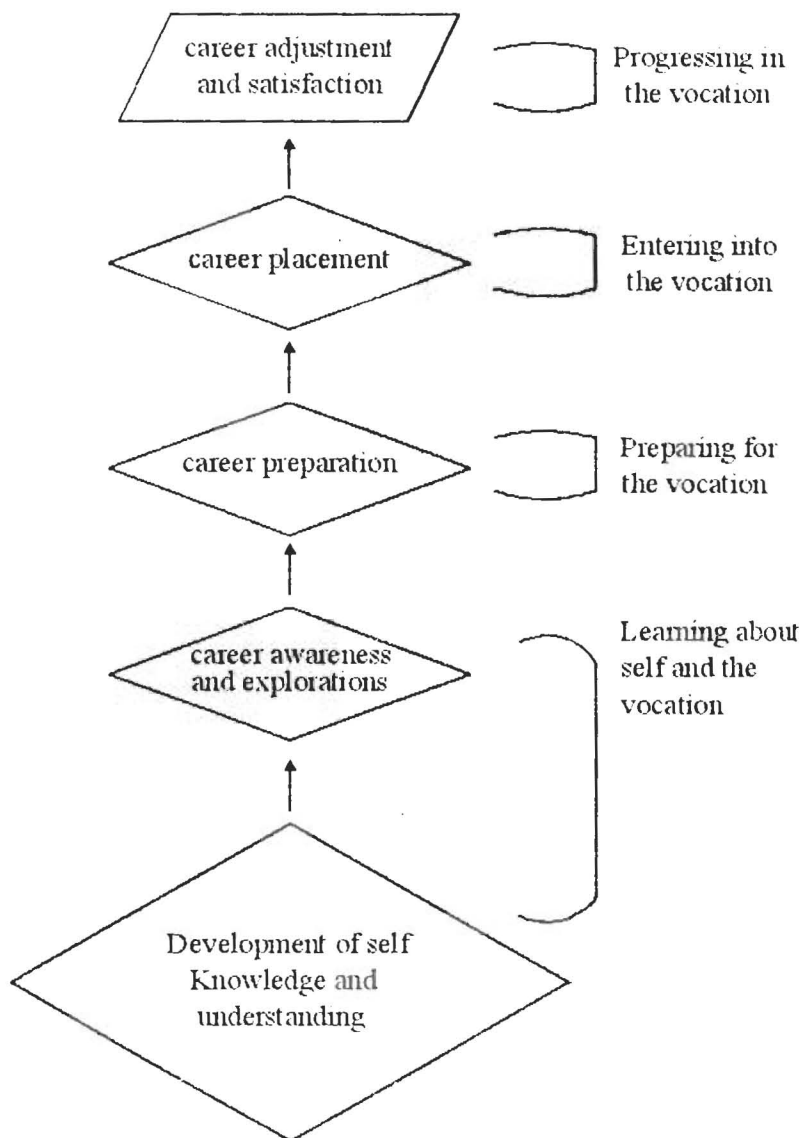 career adjustment
and satisfaction
Progressing in
the vocation
career placement
Entering into
the vocation
career preparation
Preparing for
the vocation
career awareness
and explorations
Learning about
self and the
vocation
Development of self
Knowledge and
understanding